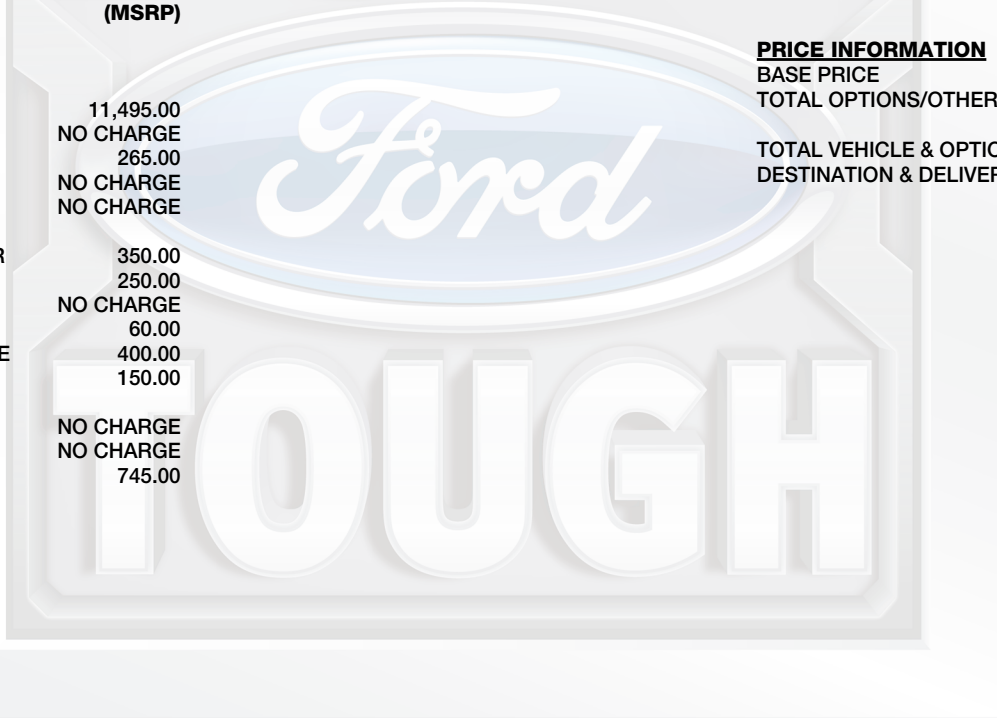 (MSRP)
11,495.00
NO CHARGE
265.00
NO CHARGE
NO CHARGE
R 350.00
250.00
NO CHARGE
60.00
E 400.00
150.00
NO CHARGE
NO CHARGE
745.00
PRICE INFORMATION
BASE PRICE
TOTAL OPTIONS/OTHER
TOTAL VEHICLE & OPTIO
DESTINATION & DELIVER
Ford
TOUGH